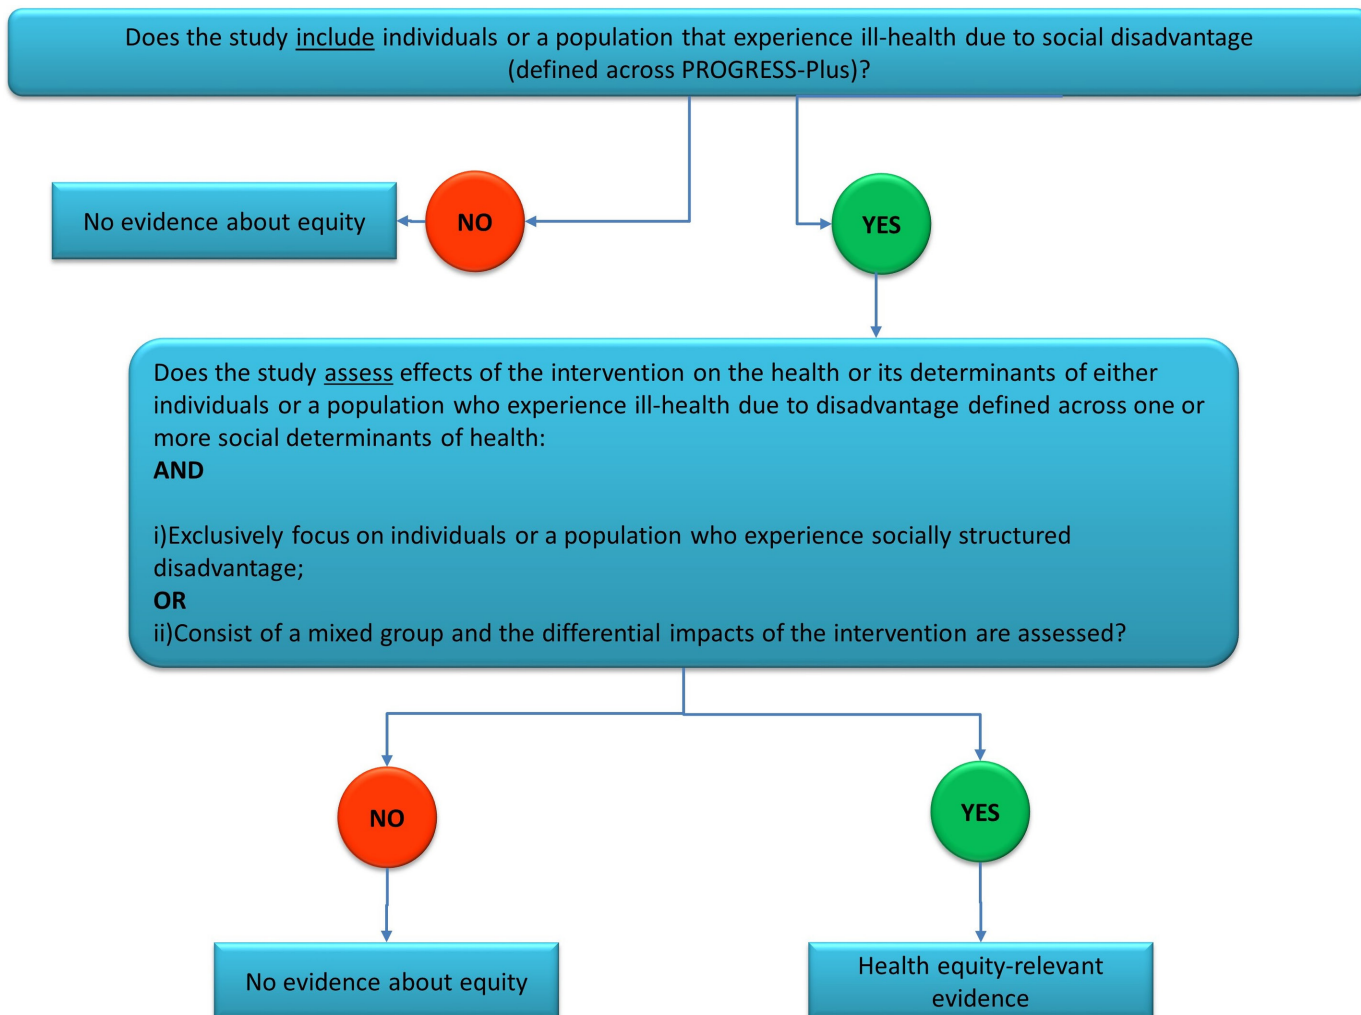 Does the study include individuals or a population that experience ill-health due to social disadvantage
(defined across PROGRESS-Plus)?
No evidence about equity
NO
YES
Does the study assess effects of the intervention on the health or its determinants of either
individuals or a population who experience ill-health due to disadvantage defined across one or
more social determinants of health:
AND
i)Exclusively focus on individuals or a population who experience socially structured
disadvantage;
OR
ii)Consist of a mixed group and the differential impacts of the intervention are assessed?
NO
YES
No evidence about equity
Health equity-relevant
evidence